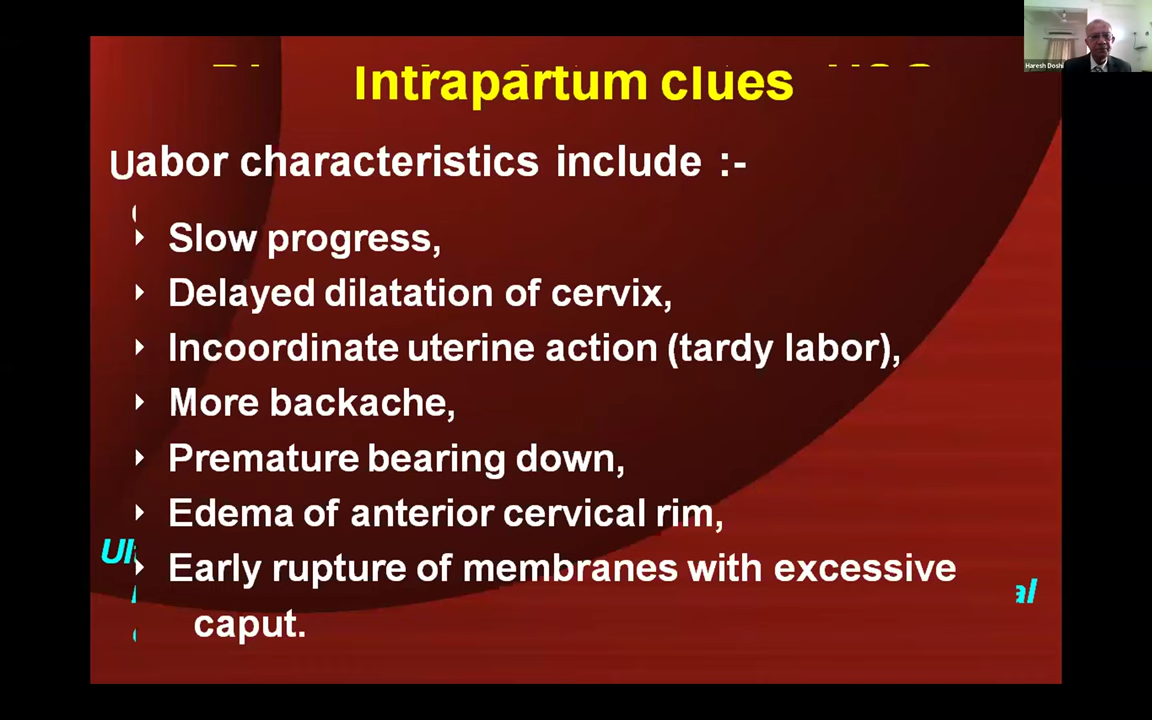 Intrapartum clues
Uabor characteristics include :-
Slow progress,
Delayed dilatation of cervix,
Incoordinate uterine action (tardy labor),
More backache,
Premature bearing down,
Edema of anterior cervical rim,
Early rupture of membranes with excessive
caput.
Haresh Doshi